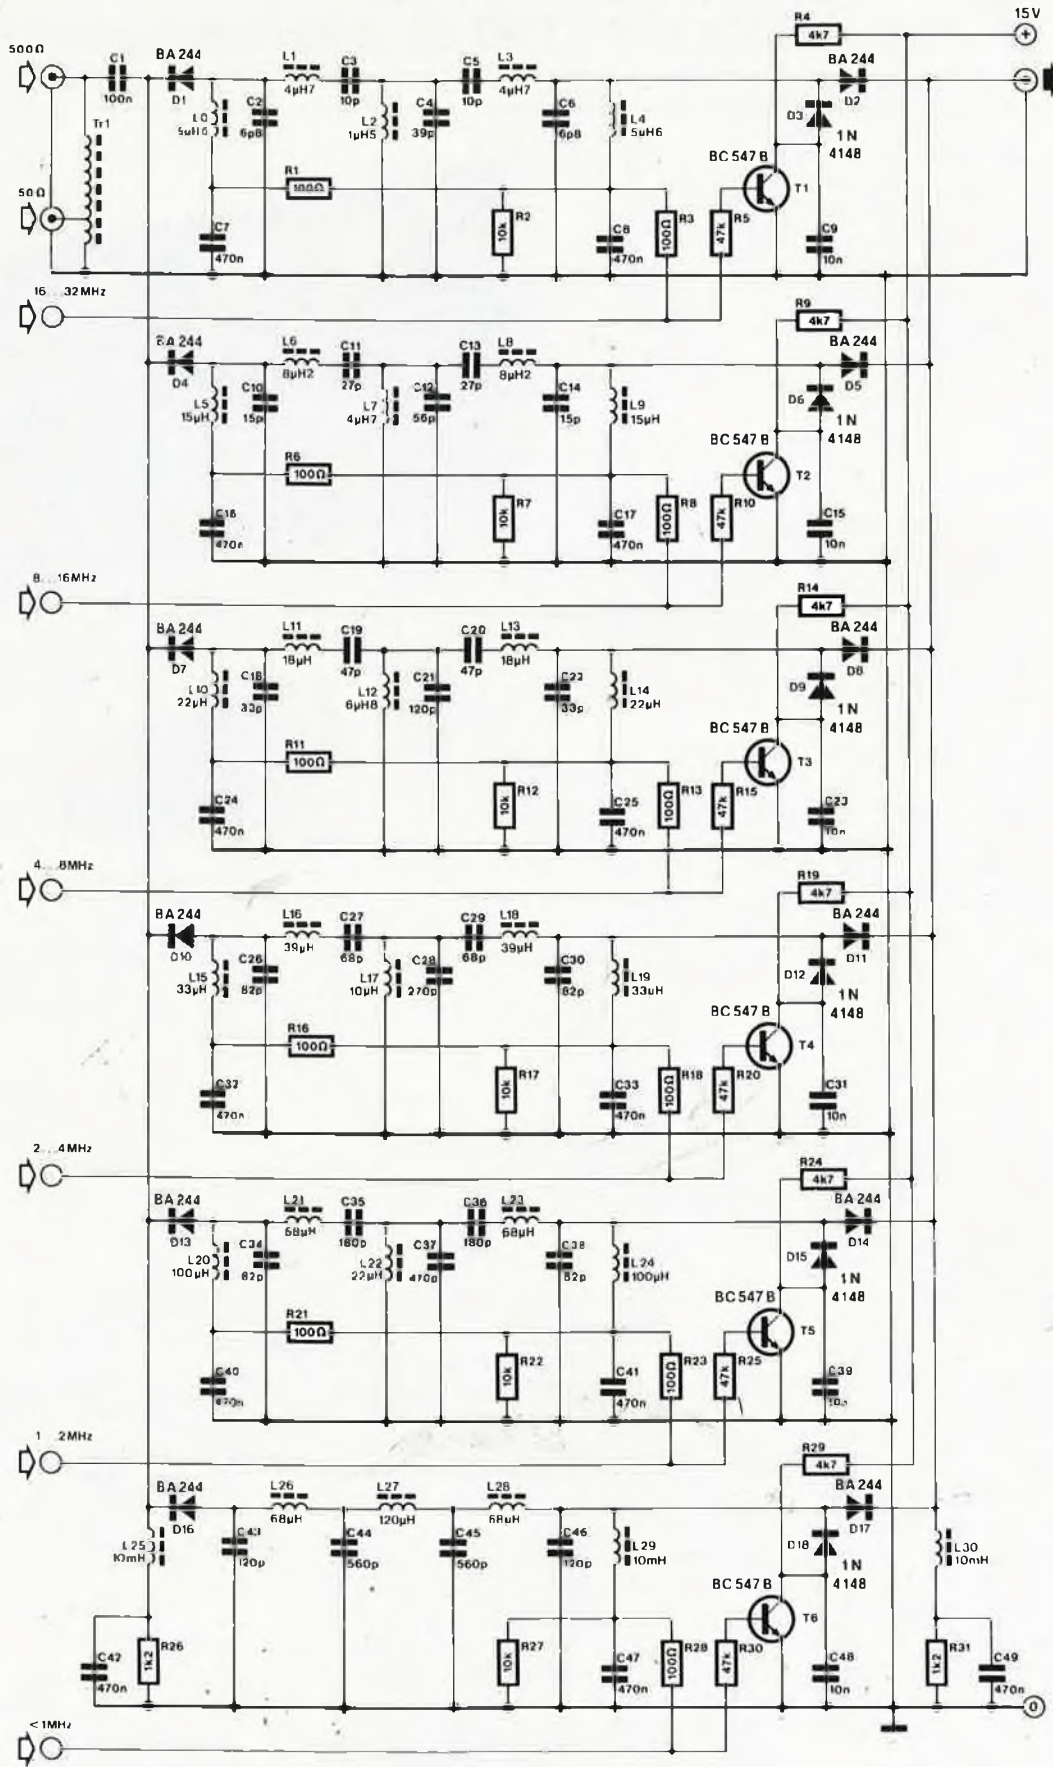 15V
R4
4k7
500Ω
C1
100n
BA 244
D1
L1
4µH7
C3
10p
C5
10p
L3
4µH7
BA 244
D2
Tr1
L0
5µH6
C2
6p8
L2
1µH5
C4
39p
C6
6p8
L4
5µH6
D3
1N
4148
BC 547 B
T1
50Ω
R1
100Ω
R2
10k
R3
100Ω
R5
47k
C7
470n
C8
470n
C9
10n
16...32MHz
R9
4k7
BA 244
D4
L6
8µH2
C11
27p
C13
27p
L8
8µH2
BA 244
D5
L5
15µH
C10
15p
L7
4µH7
C12
56p
C14
15p
L9
15µH
D6
1N
4148
BC 547 B
T2
R6
100Ω
R7
10k
R8
100Ω
R10
47k
C16
470n
C17
470n
C15
10n
8...16MHz
R14
4k7
BA 244
D7
L11
18µH
C19
47p
C20
47p
L13
18µH
BA 244
D8
L10
22µH
C18
33p
L12
6µH8
C21
120p
C22
33p
L14
22µH
D9
1N
4148
BC 547 B
T3
R11
100Ω
R12
10k
R13
100Ω
R15
47k
C24
470n
C25
470n
C23
10n
4...8MHz
R19
4k7
BA 244
D10
L16
39µH
C27
68p
C29
68p
L18
39µH
BA 244
D11
L15
33µH
C26
82p
L17
10µH
C28
270p
C30
82p
L19
33µH
D12
1N
4148
BC 547 B
T4
R16
100Ω
R17
10k
R18
100Ω
R20
47k
C32
470n
C33
470n
C31
10n
2...4MHz
R24
4k7
BA 244
D13
L21
68µH
C35
180p
C36
180p
L23
68µH
BA 244
D14
L20
100µH
C34
82p
L22
22µH
C37
470p
C38
82p
L24
100µH
D15
1N
4148
BC 547 B
T5
R21
100Ω
R22
10k
R23
100Ω
R25
47k
C40
470n
C41
470n
C39
10n
1...2MHz
R29
4k7
BA 244
D16
L26
68µH
L27
120µH
L28
68µH
BA 244
D17
L25
10mH
C43
120p
C44
560p
C45
560p
C46
120p
L29
10mH
D18
1N
4148
L30
10mH
BC 547 B
T6
C42
470n
R26
1k2
R27
10k
C47
470n
R28
100Ω
R30
47k
C48
10n
R31
1k2
C49
470n
0
<1MHz